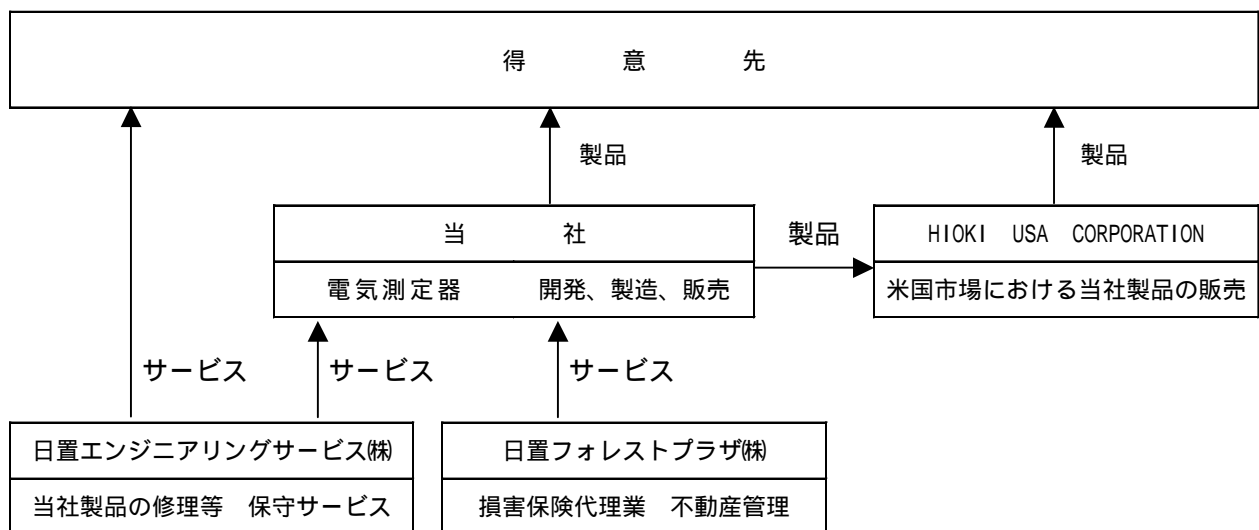 得 意 先
製品 製品
当 社 製品 HIOKI USA CORPORATION
電気測定器 開発、製造、販売 米国市場における当社製品の販売
サービス サービス サービス
日置エンジニアリングサービス㈱ 日置フォレストプラザ㈱
当社製品の修理等 保守サービス 損害保険代理業 不動産管理